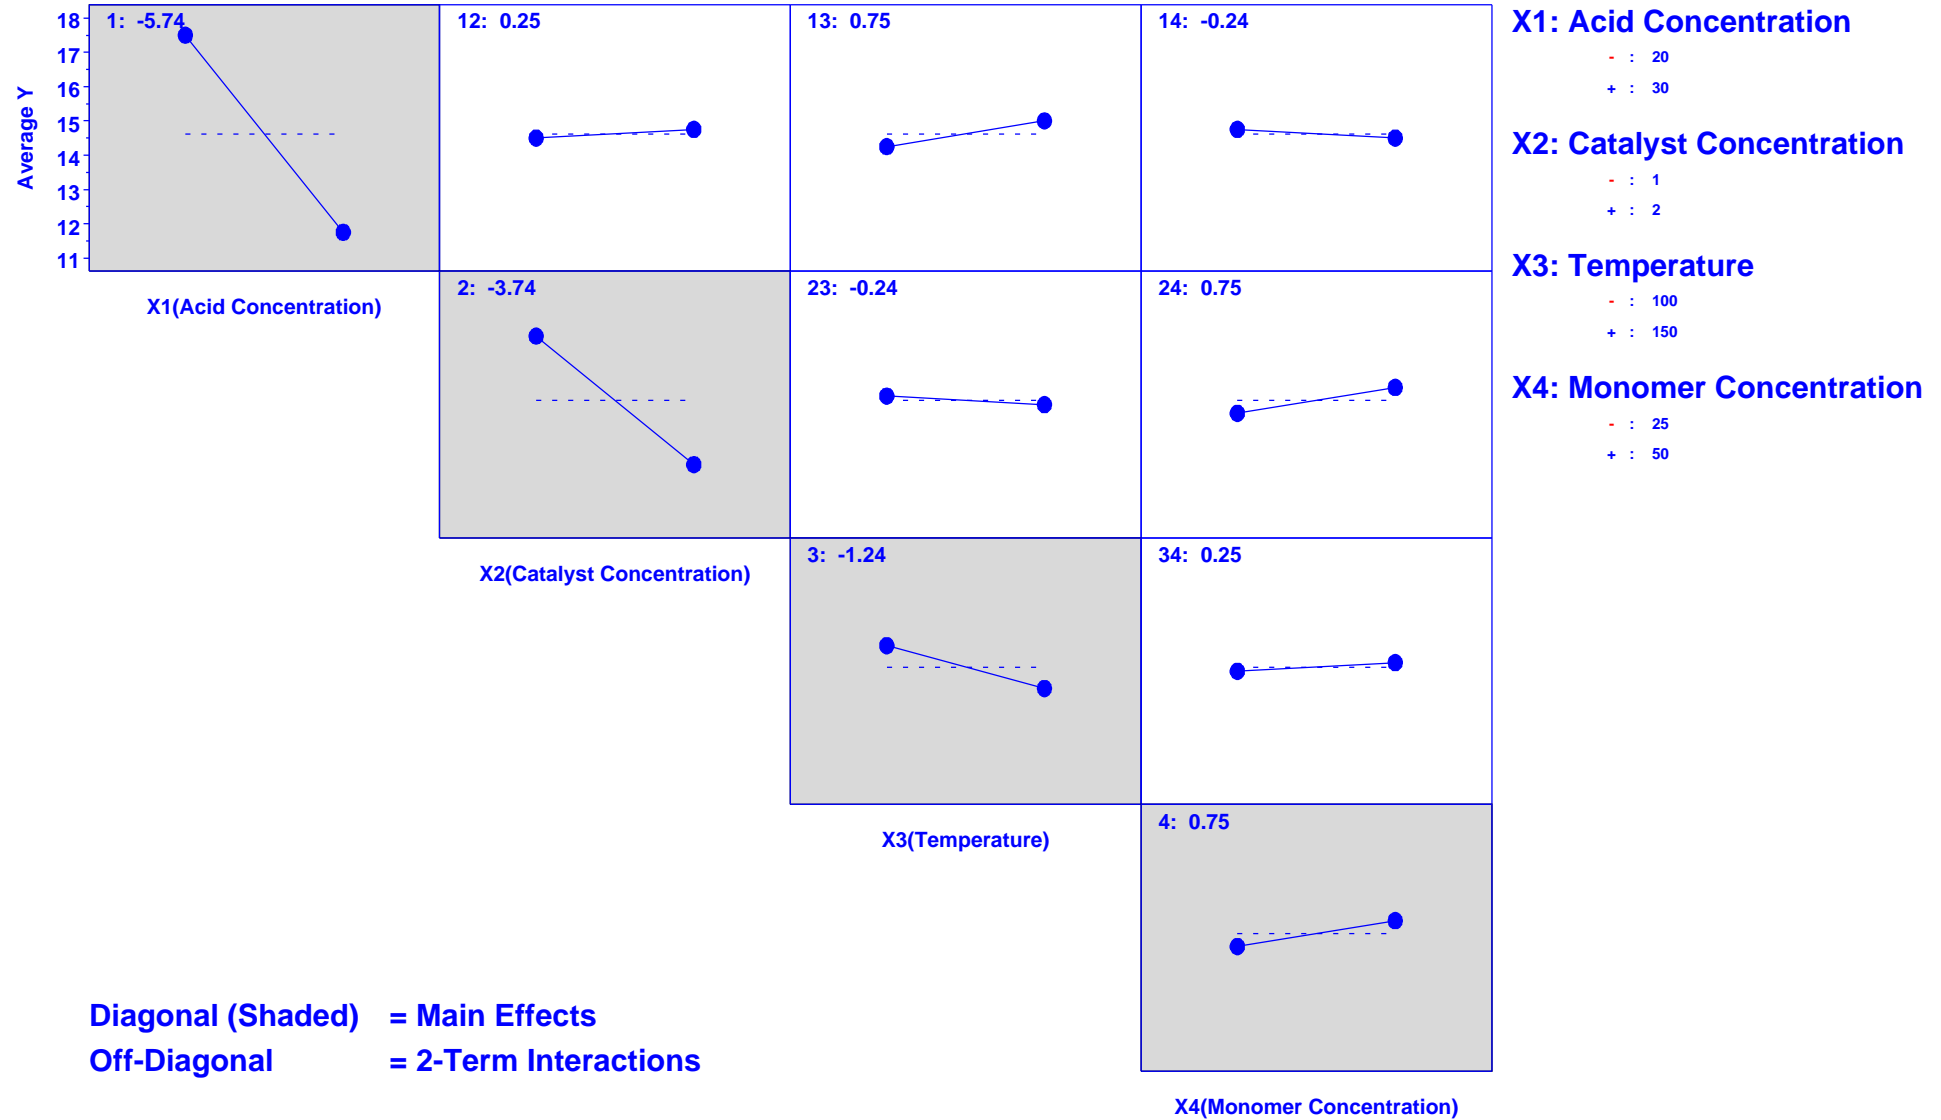 18
17
16
15
14
13
12
11
Average Y
1: -5.74
12: 0.25
13: 0.75
14: -0.24
X1(Acid Concentration)
2: -3.74
23: -0.24
24: 0.75
X2(Catalyst Concentration)
3: -1.24
34: 0.25
X3(Temperature)
4: 0.75
X4(Monomer Concentration)
X1: Acid Concentration
- : 20
+ : 30
X2: Catalyst Concentration
- : 1
+ : 2
X3: Temperature
- : 100
+ : 150
X4: Monomer Concentration
- : 25
+ : 50
Diagonal (Shaded) = Main Effects
Off-Diagonal = 2-Term Interactions